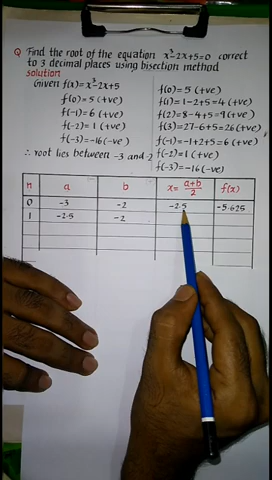 Q Find the root of the equation x³-2x+5=0 correct
to 3 decimal places using bisection method
solution
Given f(x)=x³-2x+5
f(0)=5 (+ve)
f(-1)=6 (+ve)
f(-2)=1 (+ve)
f(-3)=-16(-ve)
∴ root lies between -3 and -2
f(0)=5 (+ve)
f(1)=1-2+5=4 (+ve)
f(2)=8-4+5=9(+ve)
f(3)=27-6+5=26(+ve)
f(-1)=-1+2+5=6(+ve)
f(-2)=1(+ve)
f(-3)=-16(-ve)
n a b x=(a+b)/2 f(x)
0 -3 -2 -2.5 -5.625
1 -2.5 -2